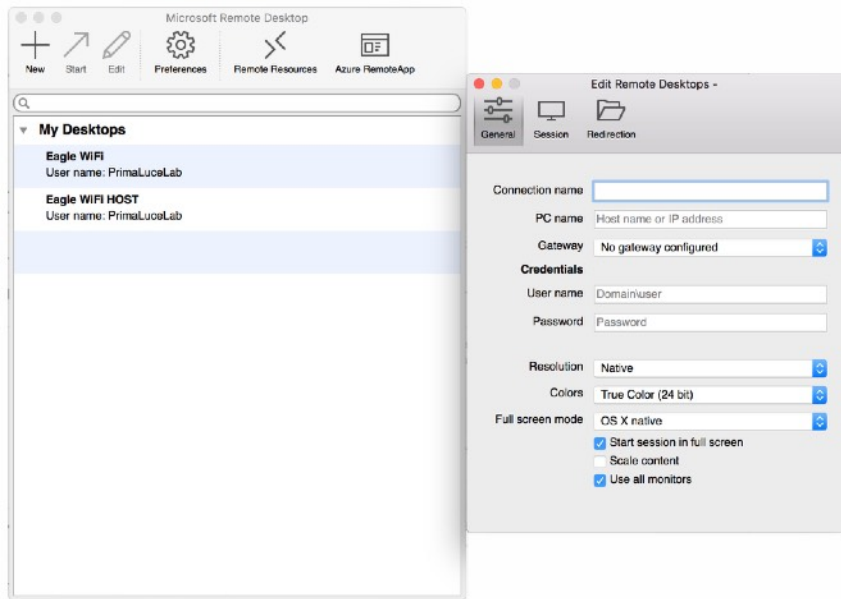 Microsoft Remote Desktop
New Start Edit Preferences Remote Resources Azure RemoteApp
My Desktops
Eagle WiFi
User name: PrimaLuceLab
Eagle WiFi HOST
User name: PrimaLuceLab
Edit Remote Desktops -
General Session Redirection
Connection name
PC name Host name or IP address
Gateway No gateway configured
Credentials
User name Domain\user
Password Password
Resolution Native
Colors True Color (24 bit)
Full screen mode OS X native
Start session in full screen
Scale content
Use all monitors